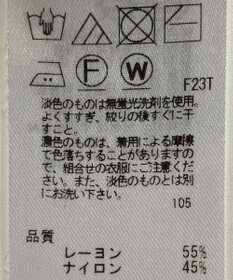 F W
F23T
淡色のものは無蛍光洗剤を使用。
よくすすぎ、絞りの後すぐに干
すこと。
濃色のものは、着用による摩擦
で色落ちすることがありますの
で、組合せの衣服にご注意くださ
い。また、淡色のものとは別
にお洗い下さい。
105
品質
レーヨン 55%
ナイロン 45%